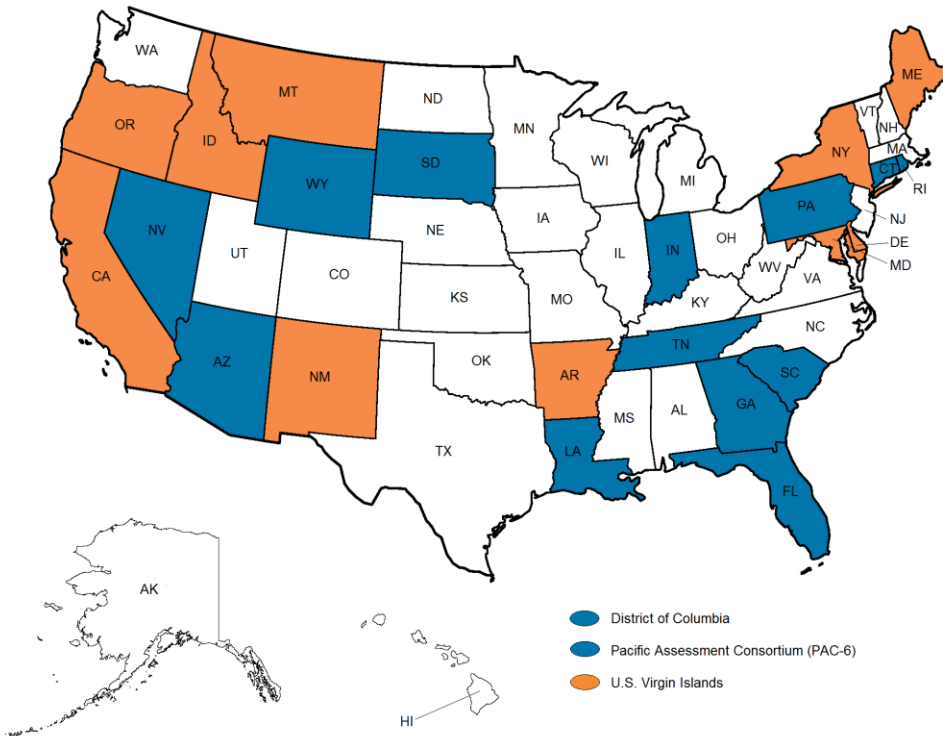 WA
MT
ND
MN
ME
VT
NH
OR
ID
WI
NY
MA
SD
WY
MI
CT
RI
PA
IA
NJ
NE
NV
OH
IN
IL
DE
UT
MD
WV
CA
CO
VA
KS
MO
KY
NC
TN
OK
AZ
NM
AR
SC
GA
MS
AL
TX
LA
FL
AK
District of Columbia
Pacific Assessment Consortium (PAC-6)
U.S. Virgin Islands
HI